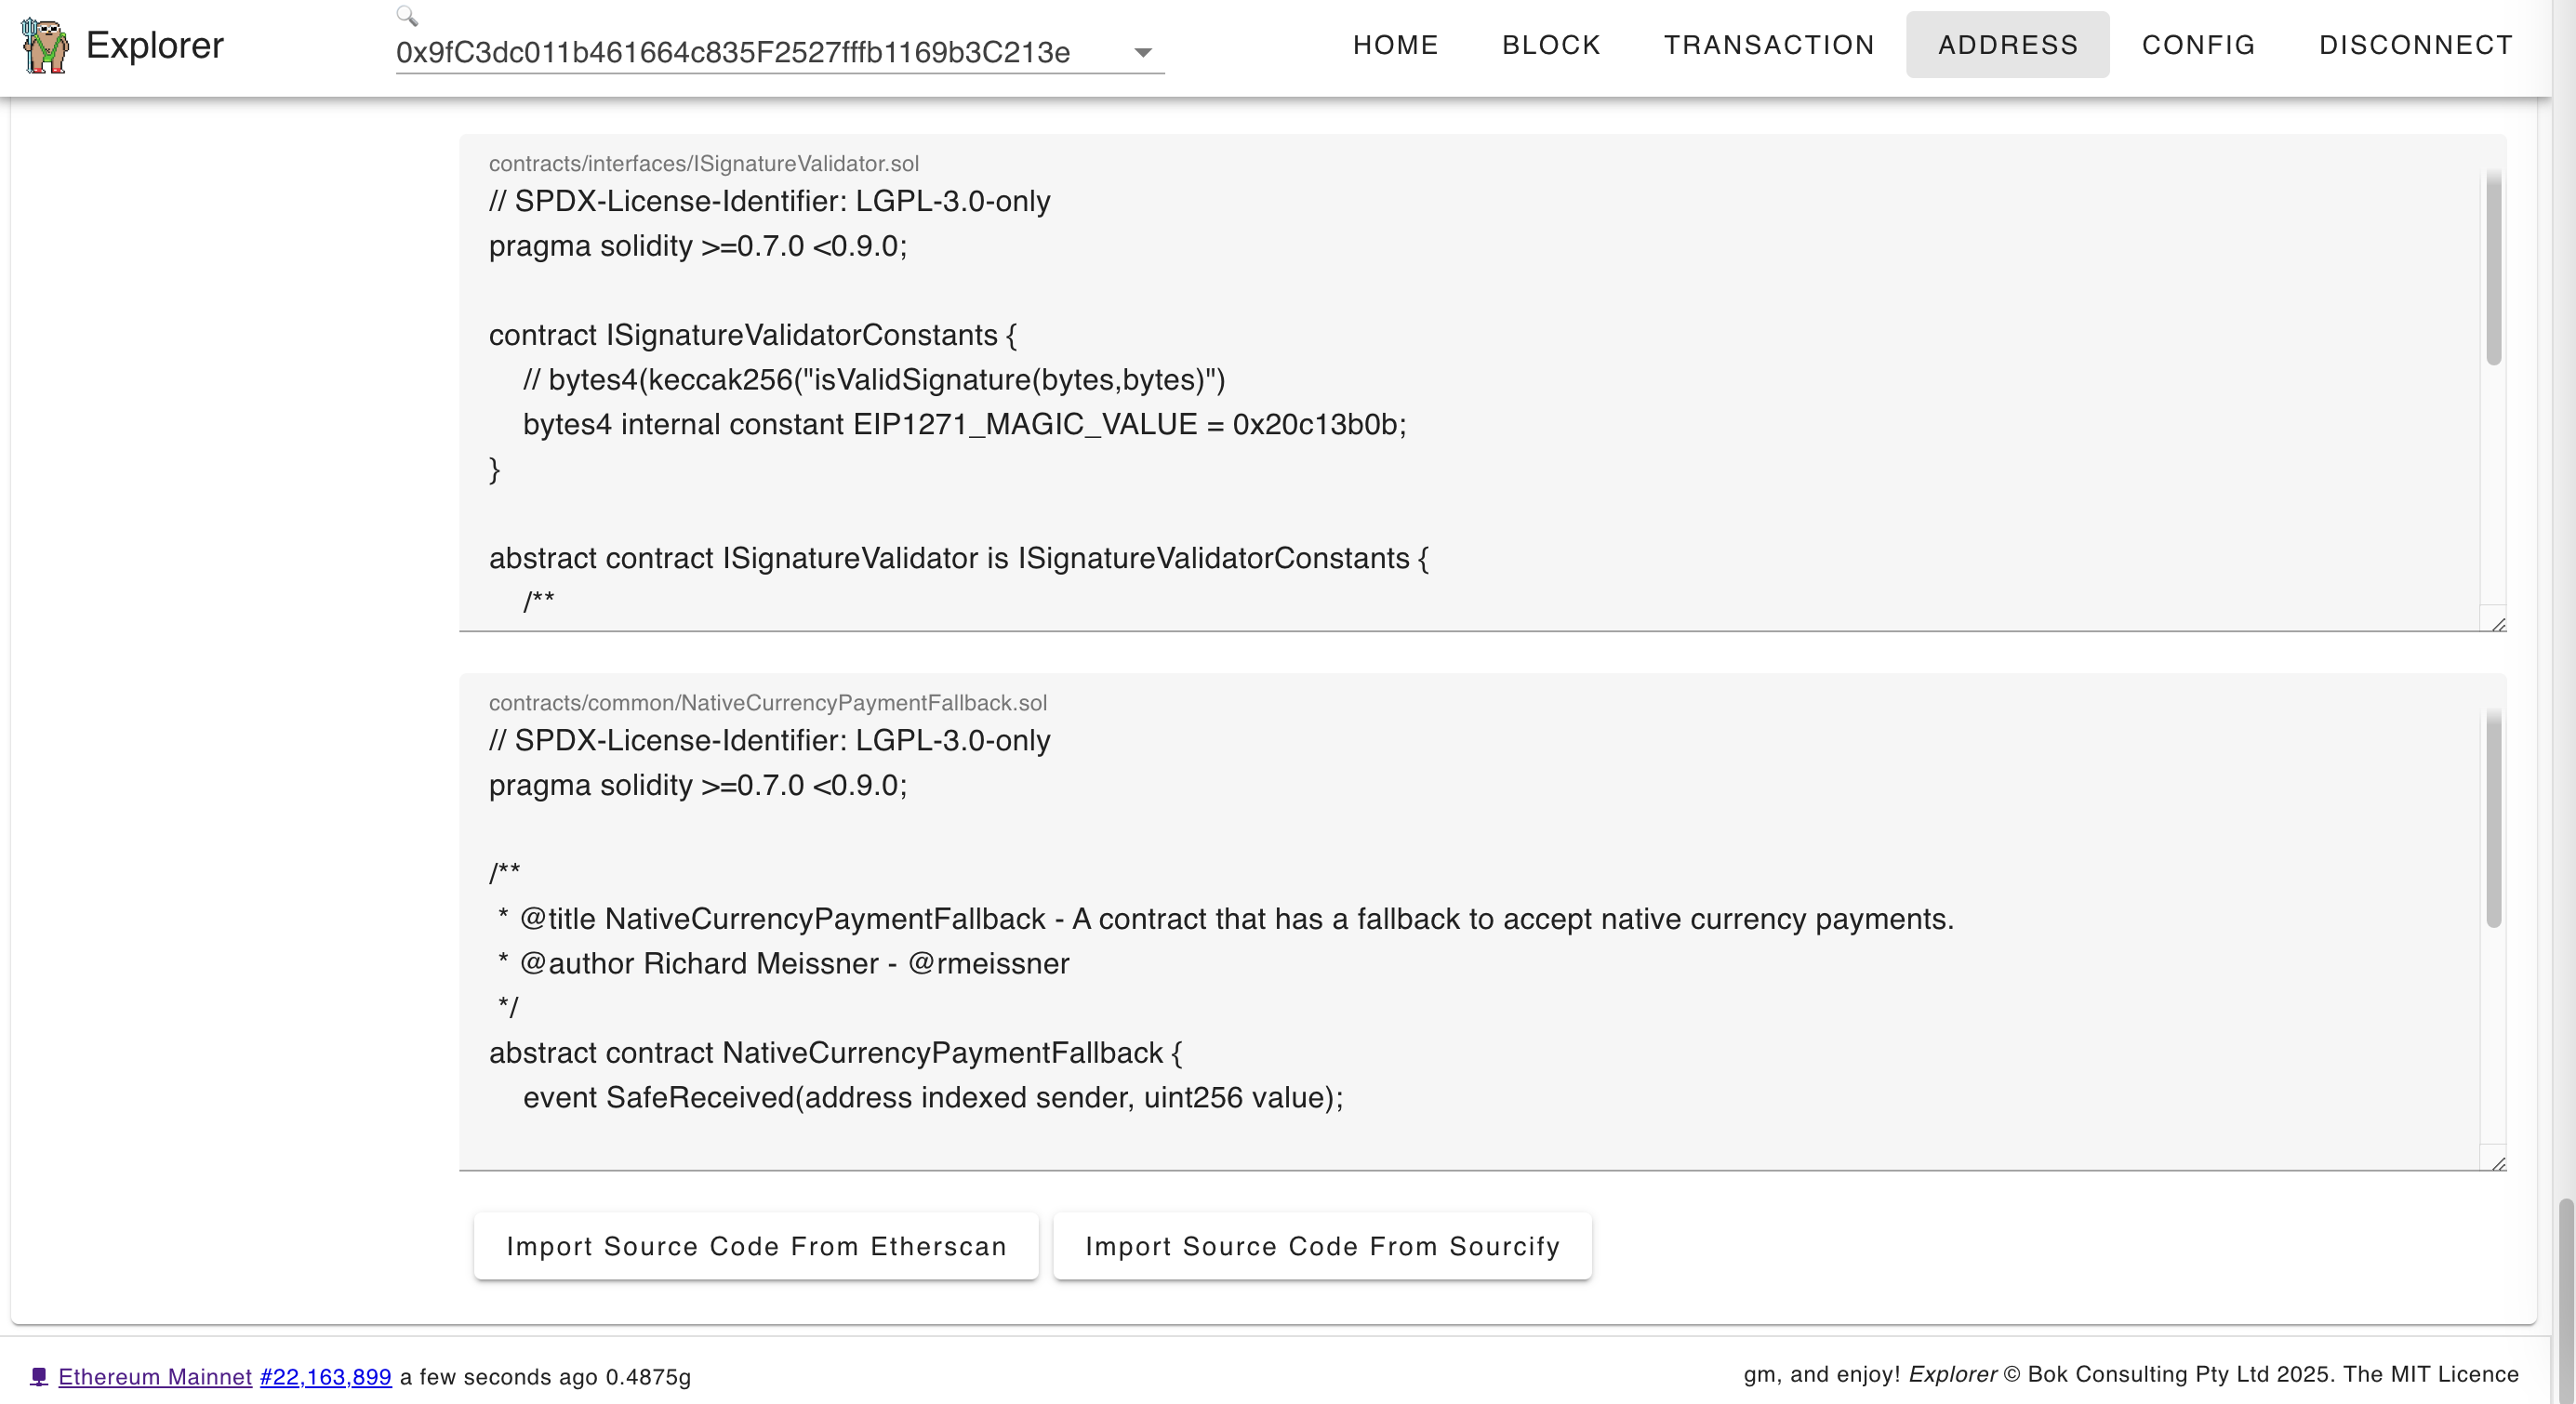 Explorer
0x9fC3dc011b461664c835F2527fffb1169b3C213e
HOME
BLOCK
TRANSACTION
ADDRESS
CONFIG
DISCONNECT
contracts/interfaces/ISignatureValidator.sol
// SPDX-License-Identifier: LGPL-3.0-only
pragma solidity >=0.7.0 <0.9.0;
contract ISignatureValidatorConstants {
// bytes4(keccak256("isValidSignature(bytes,bytes)")
bytes4 internal constant EIP1271_MAGIC_VALUE = 0x20c13b0b;
}
abstract contract ISignatureValidator is ISignatureValidatorConstants {
/**
contracts/common/NativeCurrencyPaymentFallback.sol
// SPDX-License-Identifier: LGPL-3.0-only
pragma solidity >=0.7.0 <0.9.0;
/**
* @title NativeCurrencyPaymentFallback - A contract that has a fallback to accept native currency payments.
* @author Richard Meissner - @rmeissner
*/
abstract contract NativeCurrencyPaymentFallback {
event SafeReceived(address indexed sender, uint256 value);
Import Source Code From Etherscan
Import Source Code From Sourcify
Ethereum Mainnet #22,163,899 a few seconds ago 0.4875g
gm, and enjoy! Explorer © Bok Consulting Pty Ltd 2025. The MIT Licence